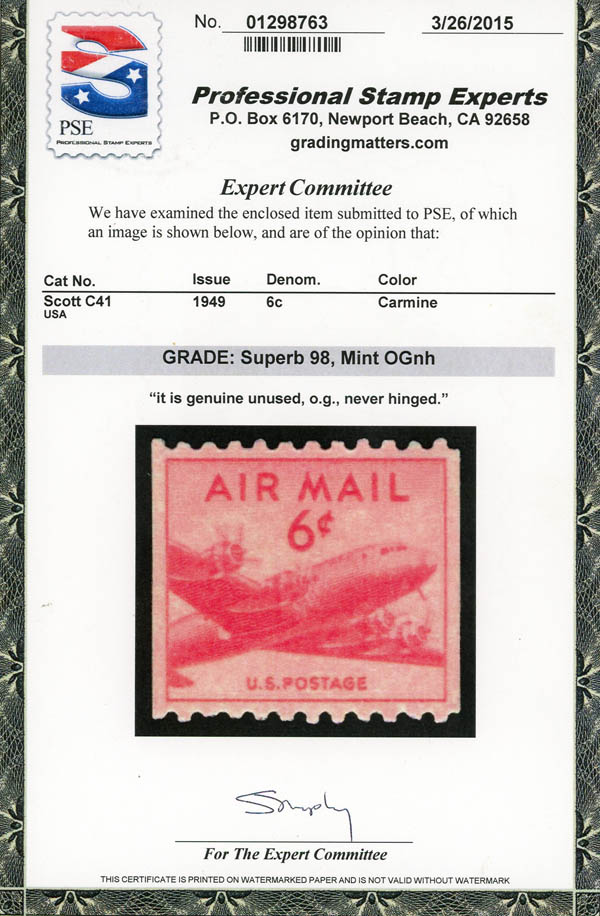 No. 01298763 3/26/2015
S
PSE
PROFESSIONAL STAMP EXPERTS
Professional Stamp Experts
P.O. Box 6170, Newport Beach, CA 92658
gradingmatters.com
Expert Committee
We have examined the enclosed item submitted to PSE, of which
an image is shown below, and are of the opinion that:
Cat No. Issue Denom. Color
Scott C41 1949 6c Carmine
USA
GRADE: Superb 98, Mint OGnh
“it is genuine unused, o.g., never hinged.”
AIR MAIL
6¢
U.S. POSTAGE
For The Expert Committee
THIS CERTIFICATE IS PRINTED ON WATERMARKED PAPER AND IS NOT VALID WITHOUT WATERMARK